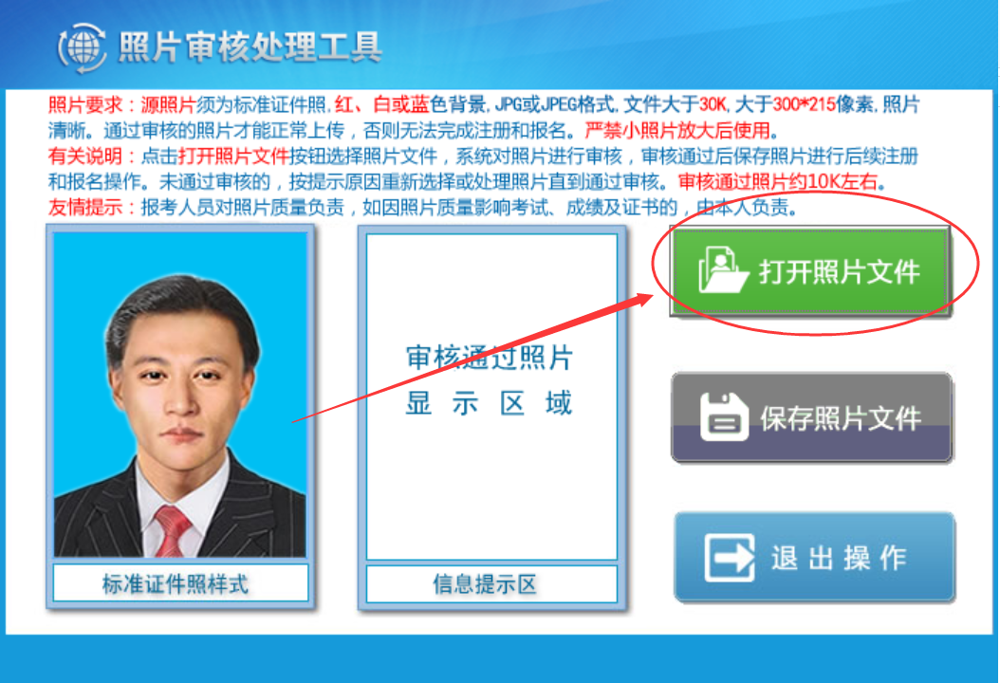 照片审核处理工具
照片要求：源照片须为标准证件照,红、白或蓝色背景,JPG或JPEG格式,文件大于30K,大于300*215像素,照片
清晰。通过审核的照片才能正常上传，否则无法完成注册和报名。严禁小照片放大后使用。
有关说明：点击打开照片文件按钮选择照片文件，系统对照片进行审核，审核通过后保存照片进行后续注册
和报名操作。未通过审核的，按提示原因重新选择或处理照片直到通过审核。审核通过照片约10K左右。
友情提示：报考人员对照片质量负责，如因照片质量影响考试、成绩及证书的，由本人负责。
打开照片文件
审核通过照片
显示区域
保存照片文件
退出操作
标准证件照样式
信息提示区